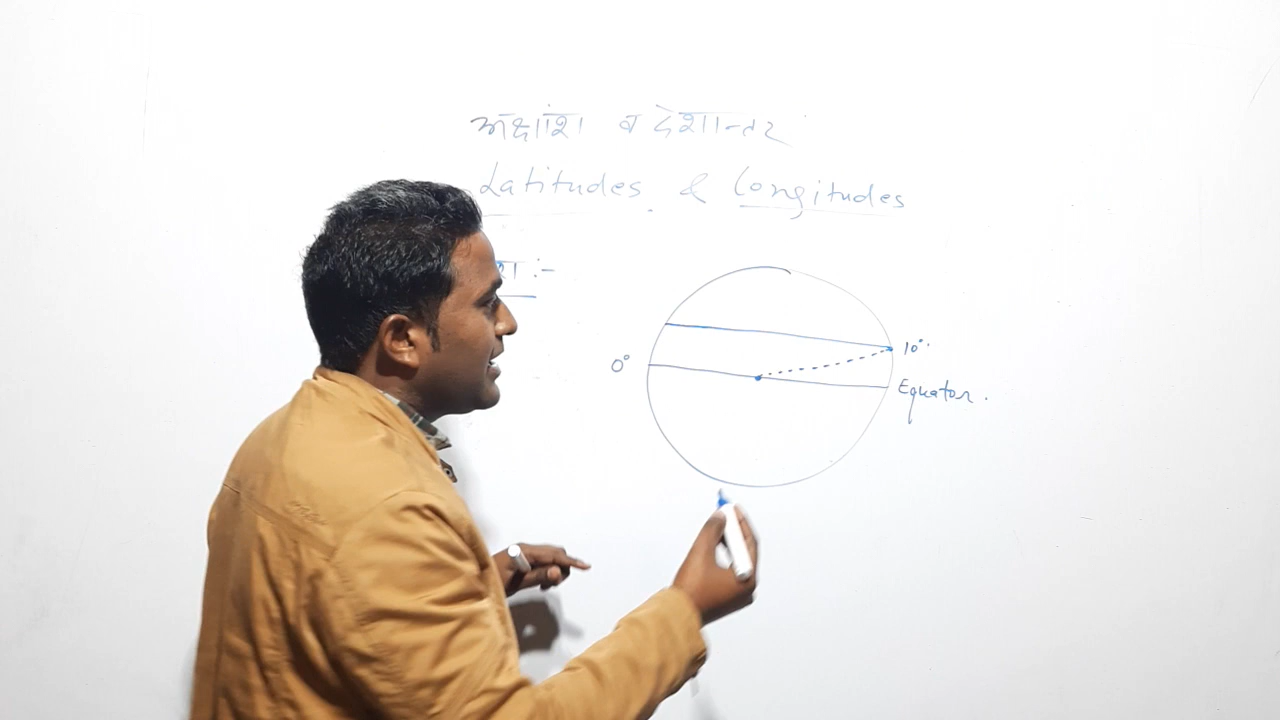 अक्षांश व देशान्तर
Latitudes & Longitudes
शा :-
10°.
0°
Equator.